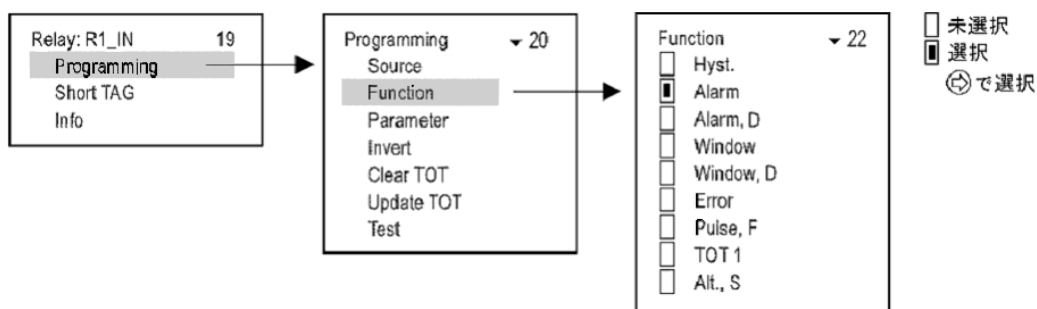 Relay: R1_IN 19
Programming
Short TAG
Info
Programming 20
Source
Function
Parameter
Invert
Clear TOT
Update TOT
Test
Function 22
Hyst.
Alarm
Alarm, D
Window
Window, D
Error
Pulse, F
TOT 1
Alt., S
未選択
選択
で選択